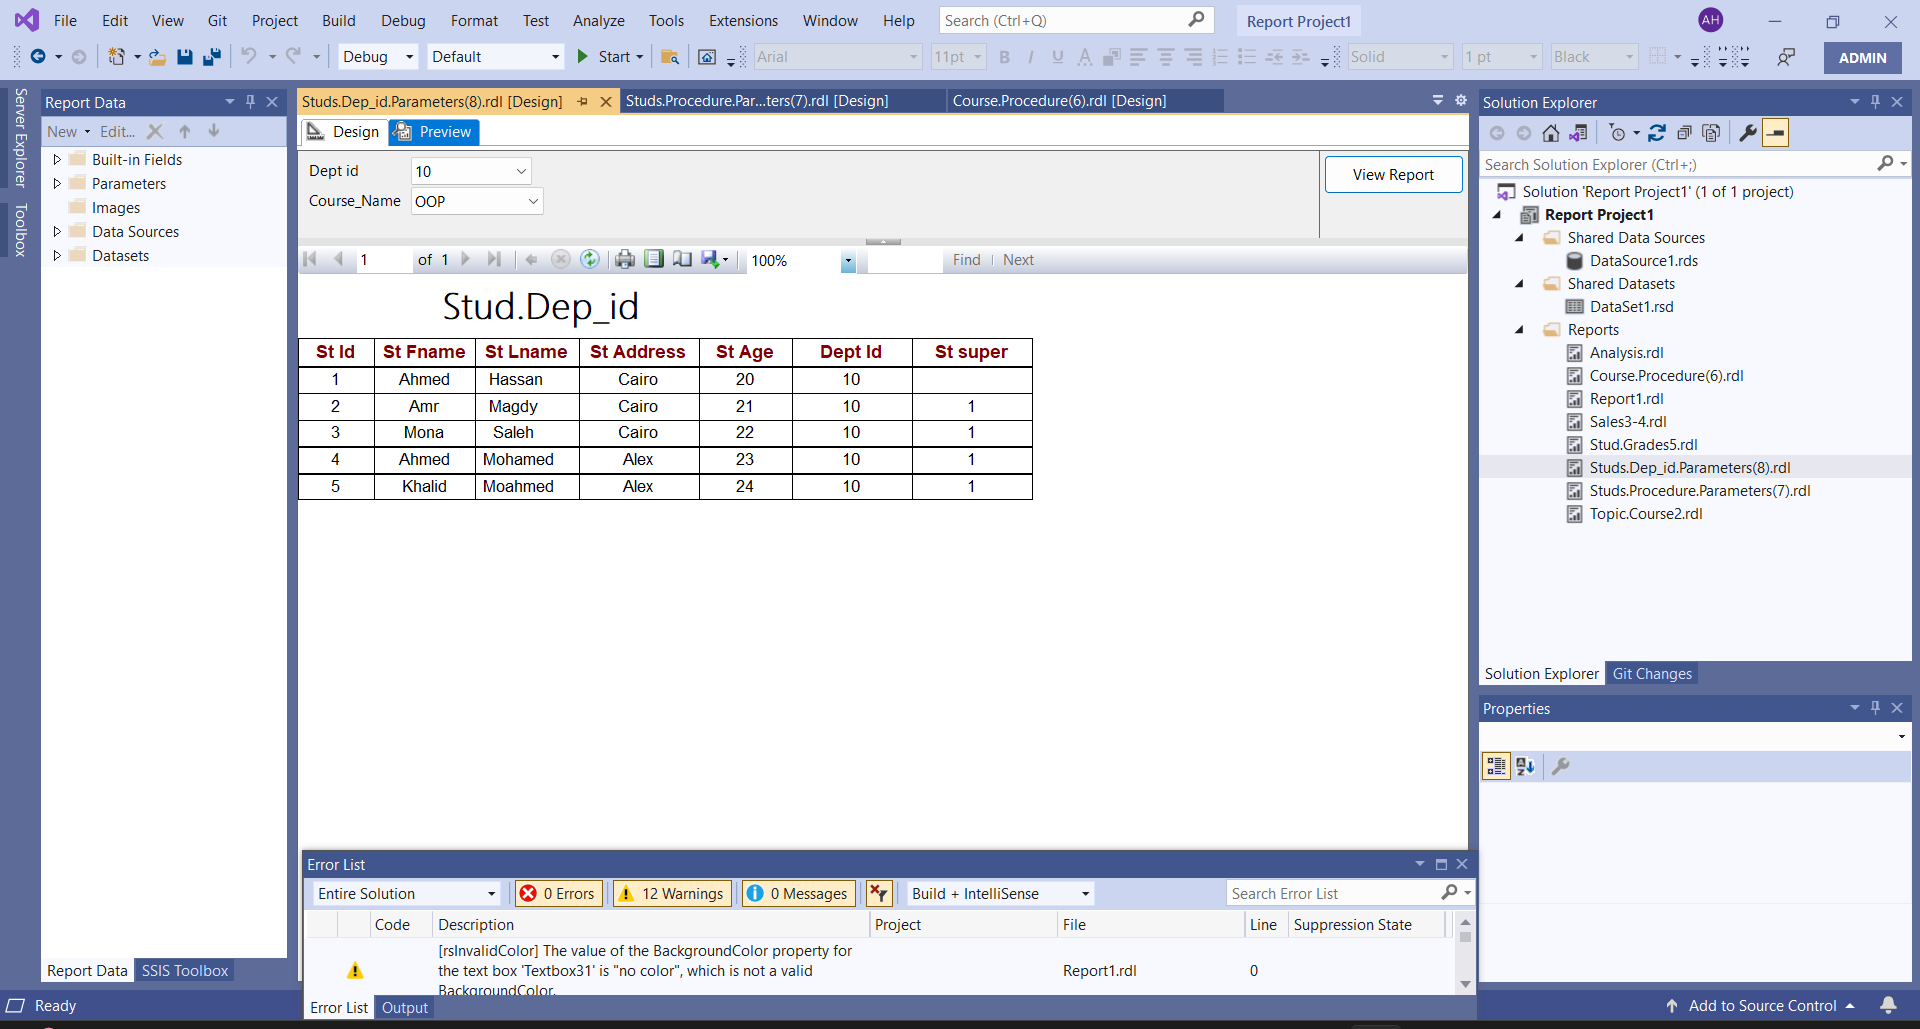 File Edit View Git Project Build Debug Format Test Analyze Tools Extensions Window Help Search (Ctrl+Q) Report Project1 AH
Debug Default Start Arial 11pt B I U A Solid 1 pt Black ADMIN
Server Explorer
Toolbox
Report Data
New Edit...
Built-in Fields
Parameters
Images
Data Sources
Datasets
Report Data SSIS Toolbox
Studs.Dep_id.Parameters(8).rdl [Design] Studs.Procedure.Par...ters(7).rdl [Design] Course.Procedure(6).rdl [Design]
Design Preview
Dept id 10
Course_Name OOP
View Report
1 of 1 100% Find Next
Stud.Dep_id
St Id St Fname St Lname St Address St Age Dept Id St super
1 Ahmed Hassan Cairo 20 10
2 Amr Magdy Cairo 21 10 1
3 Mona Saleh Cairo 22 10 1
4 Ahmed Mohamed Alex 23 10 1
5 Khalid Moahmed Alex 24 10 1
Error List
Entire Solution 0 Errors 12 Warnings 0 Messages Build + IntelliSense Search Error List
Code Description Project File Line Suppression State
[rsInvalidColor] The value of the BackgroundColor property for
the text box 'Textbox31' is "no color", which is not a valid Report1.rdl 0
BackgroundColor.
Error List Output
Solution Explorer
Search Solution Explorer (Ctrl+;)
Solution 'Report Project1' (1 of 1 project)
Report Project1
Shared Data Sources
DataSource1.rds
Shared Datasets
DataSet1.rsd
Reports
Analysis.rdl
Course.Procedure(6).rdl
Report1.rdl
Sales3-4.rdl
Stud.Grades5.rdl
Studs.Dep_id.Parameters(8).rdl
Studs.Procedure.Parameters(7).rdl
Topic.Course2.rdl
Solution Explorer Git Changes
Properties
Ready Add to Source Control